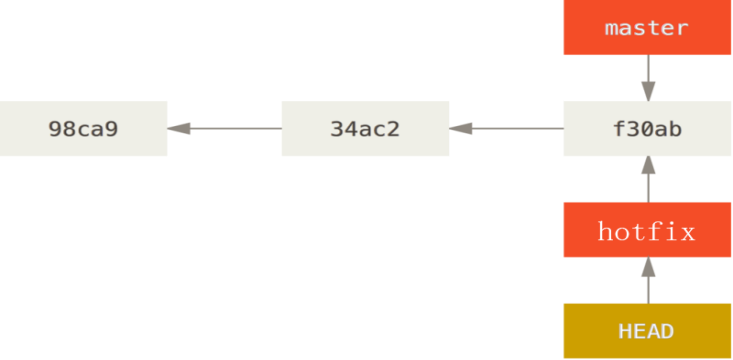 master
98ca9
34ac2
f30ab
hotfix
HEAD